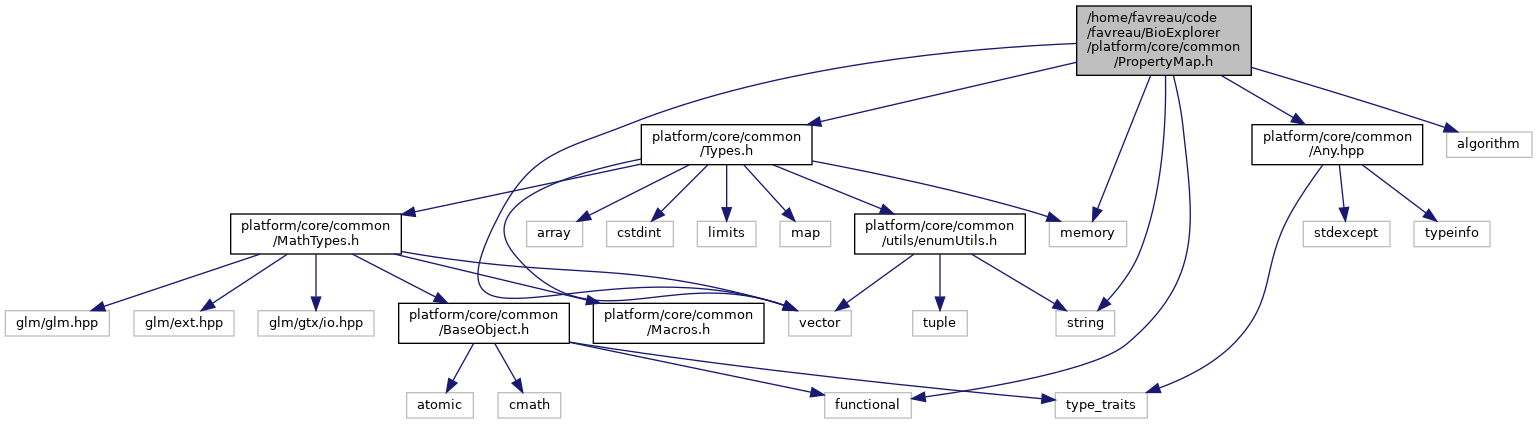 /home/favreau/code
/favreau/BioExplorer
/platform/core/common
/PropertyMap.h
platform/core/common
/Types.h
platform/core/common
/Any.hpp
algorithm
platform/core/common
/MathTypes.h
array
cstdint
limits
map
platform/core/common
/utils/enumUtils.h
memory
stdexcept
typeinfo
glm/glm.hpp
glm/ext.hpp
glm/gtx/io.hpp
platform/core/common
/BaseObject.h
platform/core/common
/Macros.h
vector
tuple
string
atomic
cmath
functional
type_traits